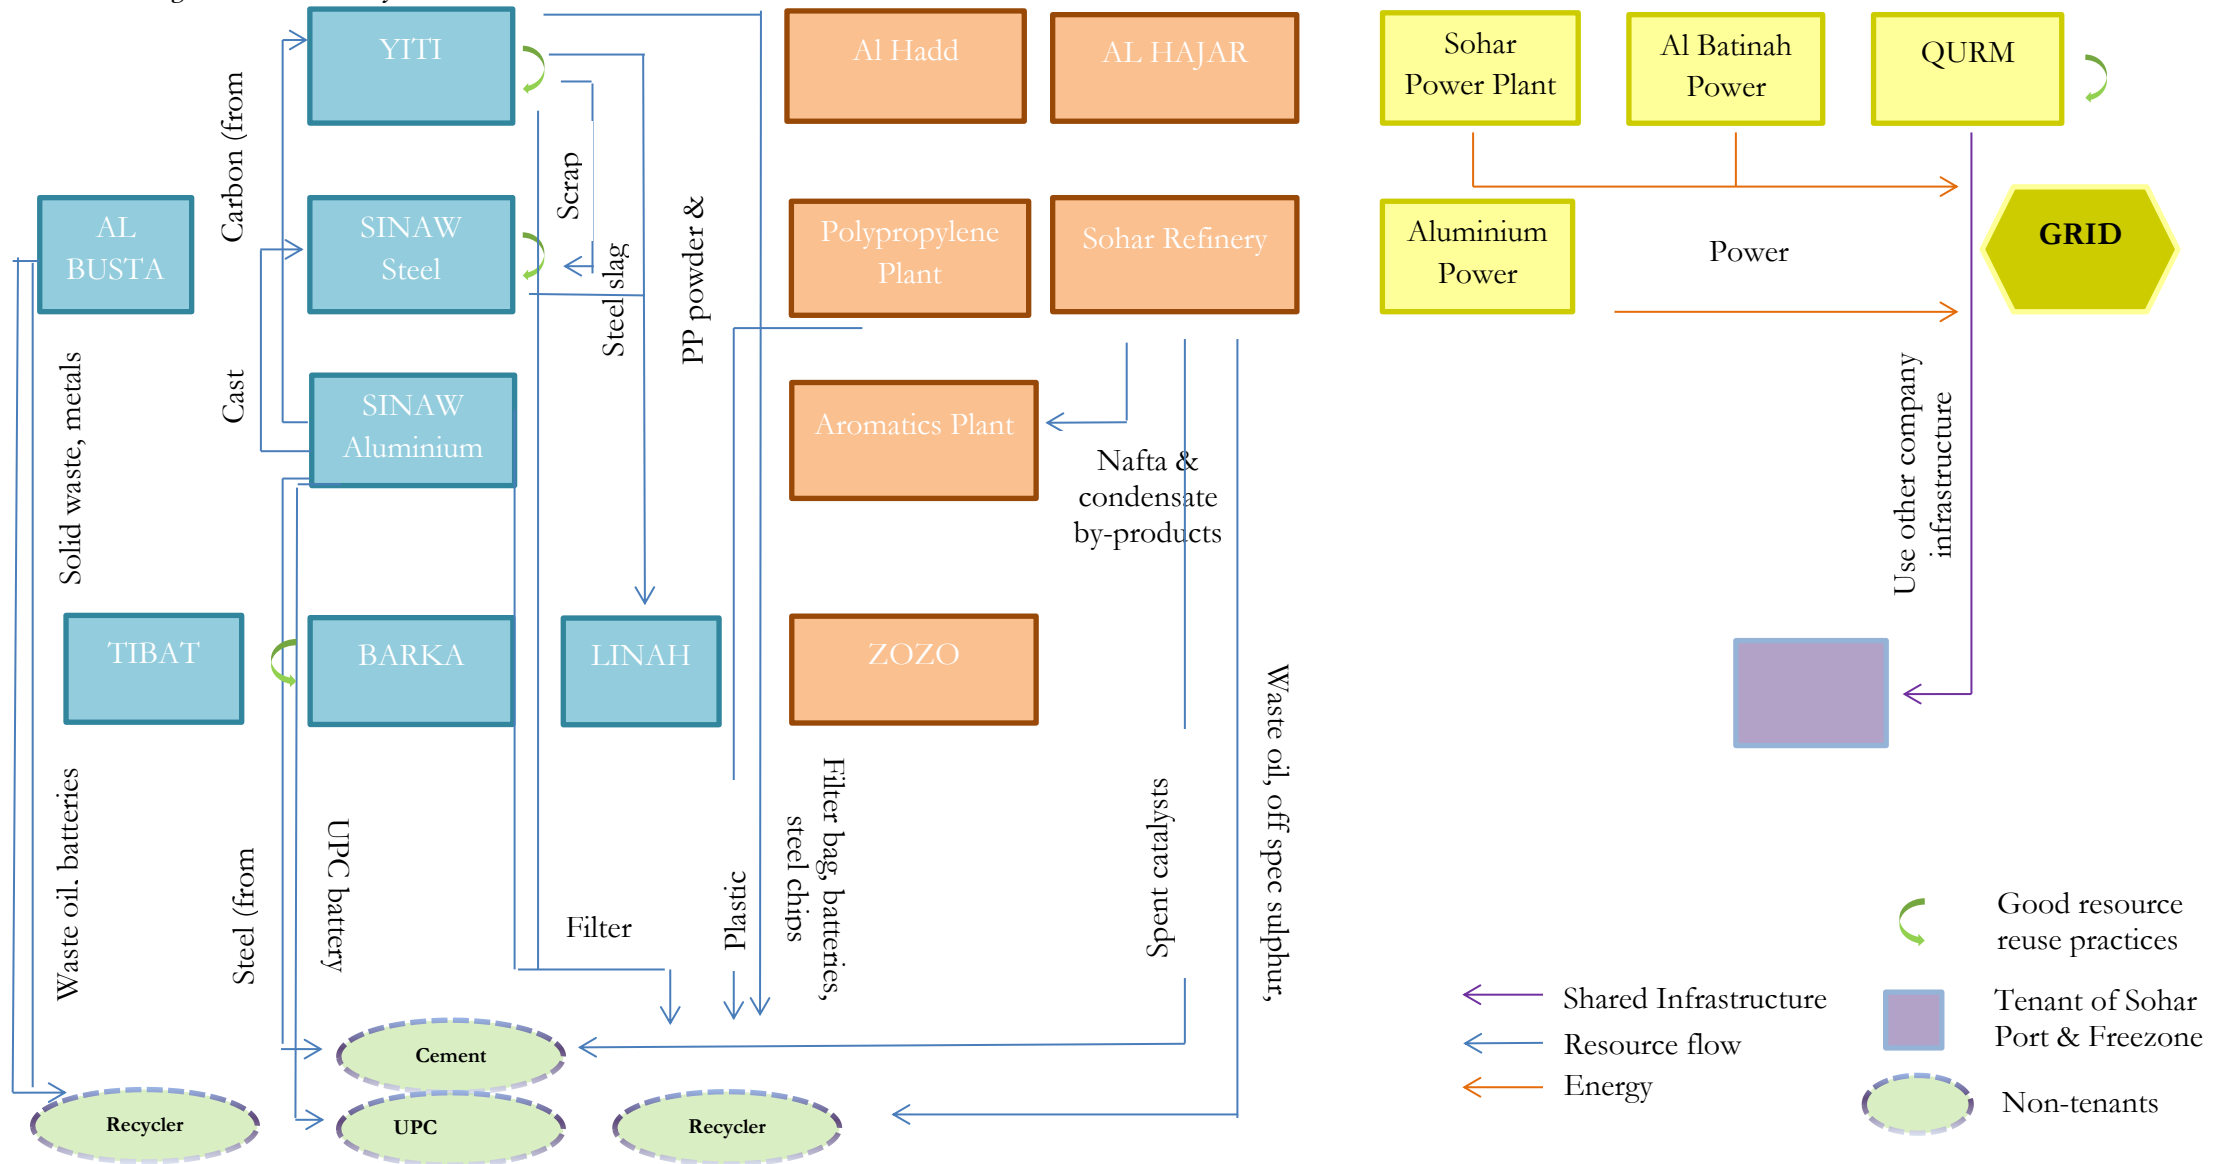 YITI
Al Hadd
AL HAJAR
Sohar
Power Plant
Al Batinah
Power
QURM
Carbon (from
Scrap
AL
BUSTA
SINAW
Steel
Steel slag
PP powder &
Polypropylene
Plant
Sohar Refinery
Aluminium
Power
Power
GRID
Cast
SINAW
Aluminium
Aromatics Plant
Nafta &
condensate
by-products
Use other company
infrastructure
Solid waste, metals
TIBAT
BARKA
LINAH
ZOZO
Waste oil, off spec sulphur,
Waste oil. batteries
Steel (from
UPC battery
Filter
Plastic
Filter bag, batteries,
steel chips
Spent catalysts
Good resource
reuse practices
Shared Infrastructure
Tenant of Sohar
Port & Freezone
Resource flow
Energy
Non-tenants
Cement
Recycler
UPC
Recycler